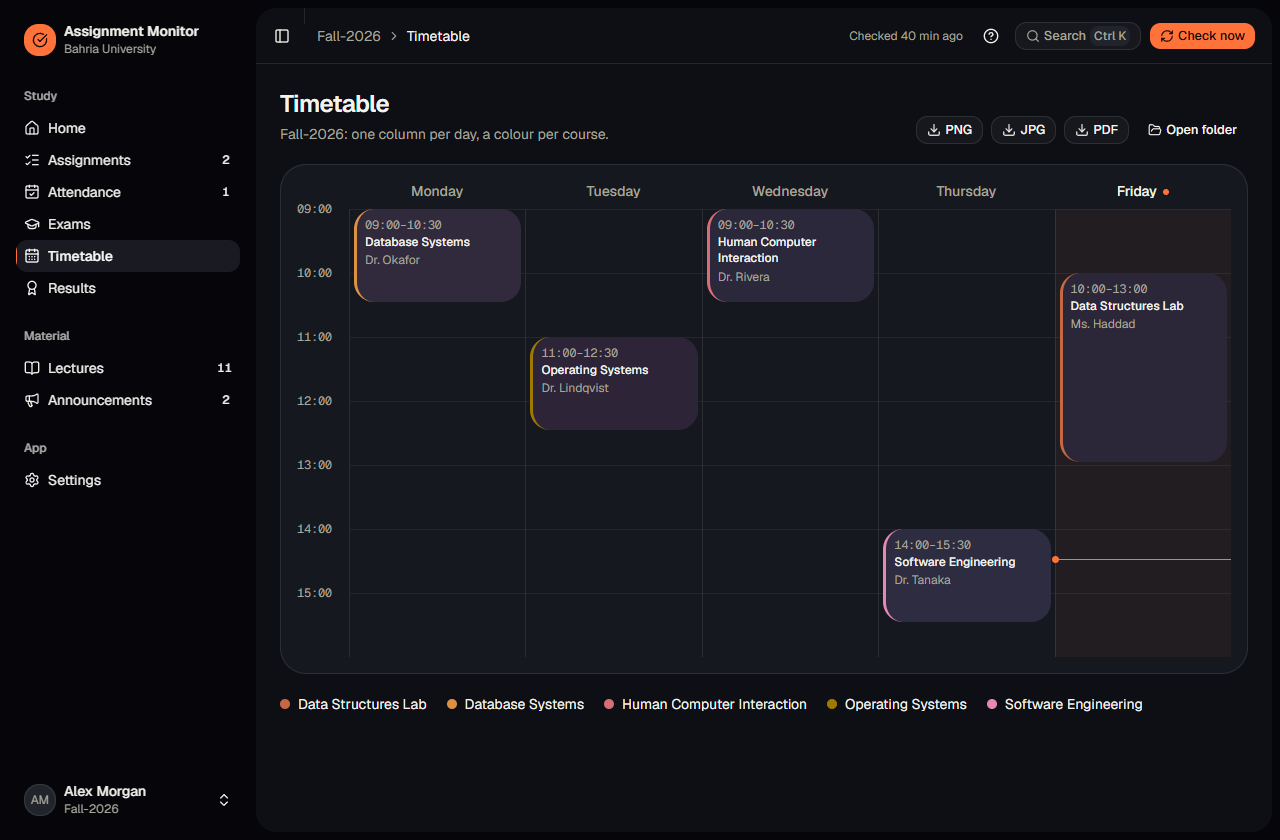 Assignment Monitor
Bahria University
Study
Home
Assignments 2
Attendance 1
Exams
Timetable
Results
Material
Lectures 11
Announcements 2
App
Settings
AM
Alex Morgan
Fall-2026
Fall-2026 > Timetable
Checked 40 min ago
Search Ctrl K
Check now
Timetable
Fall-2026: one column per day, a colour per course.
PNG
JPG
PDF
Open folder
Monday Tuesday Wednesday Thursday Friday
09:00
10:00
11:00
12:00
13:00
14:00
15:00
09:00–10:30
Database Systems
Dr. Okafor
11:00–12:30
Operating Systems
Dr. Lindqvist
09:00–10:30
Human Computer
Interaction
Dr. Rivera
14:00–15:30
Software Engineering
Dr. Tanaka
10:00–13:00
Data Structures Lab
Ms. Haddad
Data Structures Lab Database Systems Human Computer Interaction Operating Systems Software Engineering